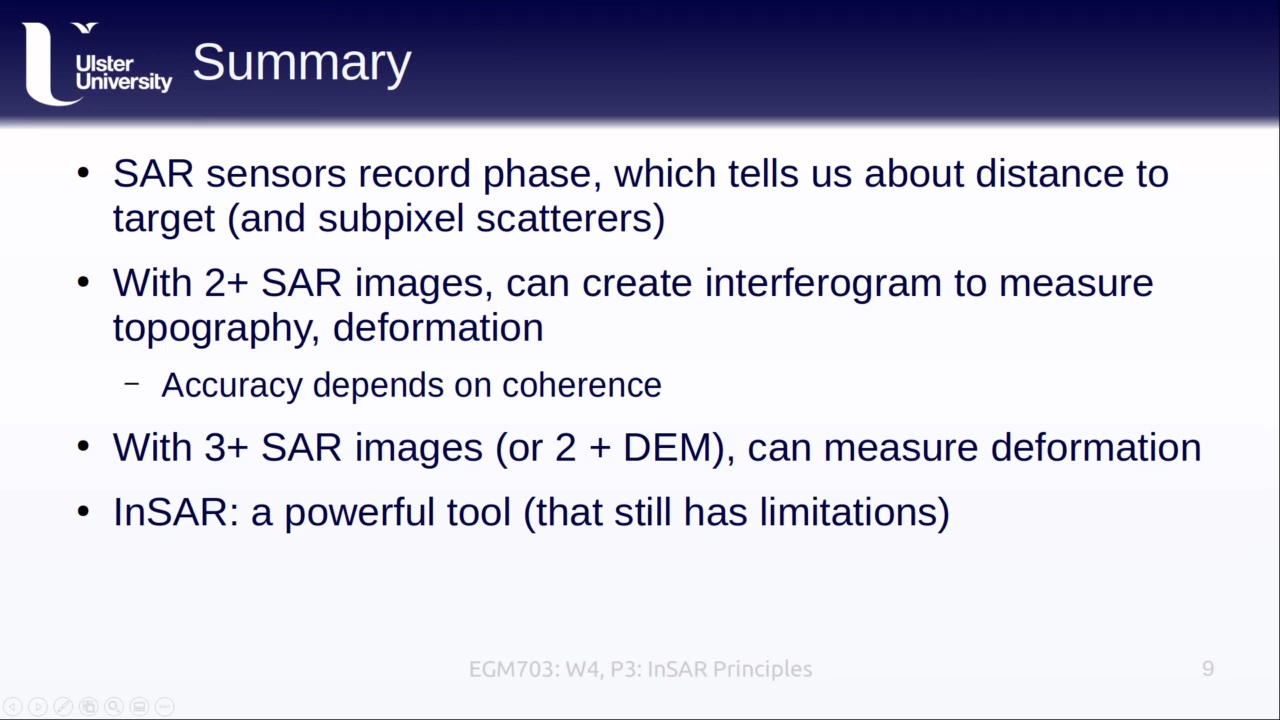 Ulster
University
Summary
• SAR sensors record phase, which tells us about distance to
target (and subpixel scatterers)
• With 2+ SAR images, can create interferogram to measure
topography, deformation
– Accuracy depends on coherence
• With 3+ SAR images (or 2 + DEM), can measure deformation
• InSAR: a powerful tool (that still has limitations)
EGM703: W4, P3: InSAR Principles
9